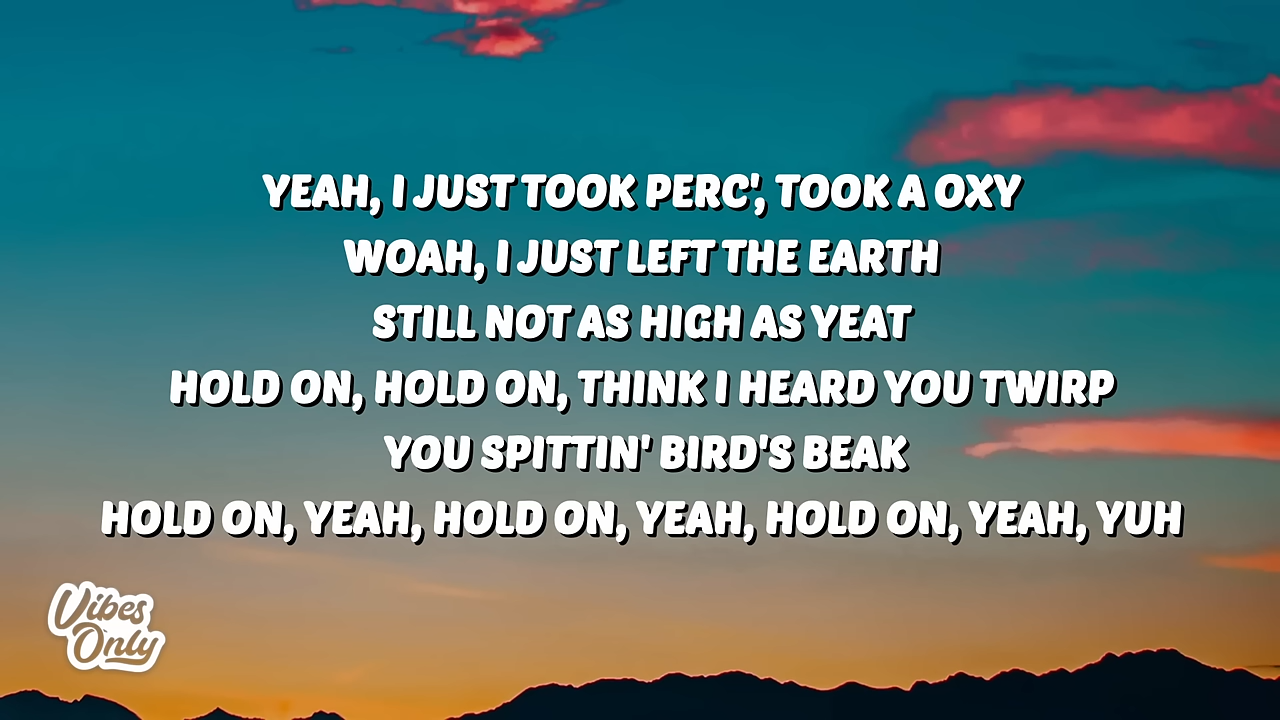 YEAH, I JUST TOOK PERC', TOOK A OXY
WOAH, I JUST LEFT THE EARTH
STILL NOT AS HIGH AS YEAT
HOLD ON, HOLD ON, THINK I HEARD YOU TWIRP
YOU SPITTIN' BIRD'S BEAK
HOLD ON, YEAH, HOLD ON, YEAH, HOLD ON, YEAH, YUH
Vibes
Only